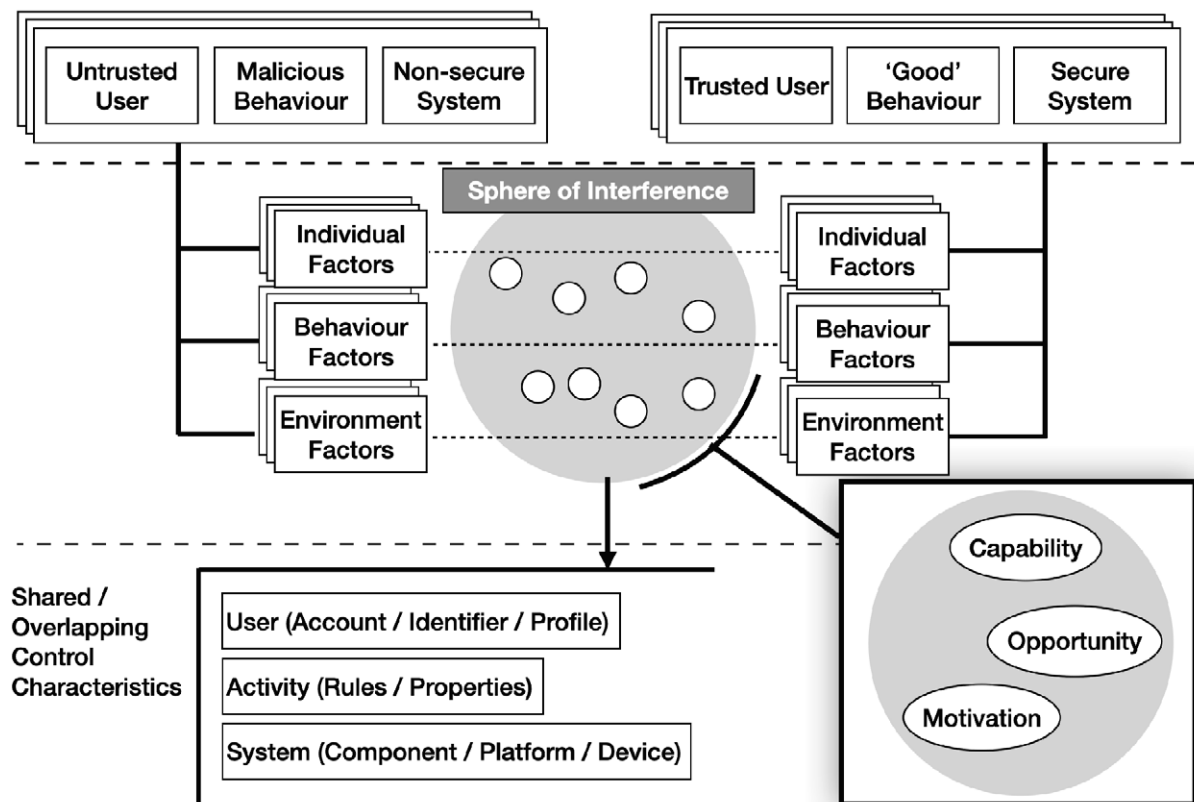 Untrusted
User
Malicious
Behaviour
Non-secure
System
Trusted User
‘Good’
Behaviour
Secure
System
Sphere of Interference
Individual
Factors
Behaviour
Factors
Environment
Factors
Individual
Factors
Behaviour
Factors
Environment
Factors
Shared /
Overlapping
Control
Characteristics
User (Account / Identifier / Profile)
Activity (Rules / Properties)
System (Component / Platform / Device)
Capability
Opportunity
Motivation